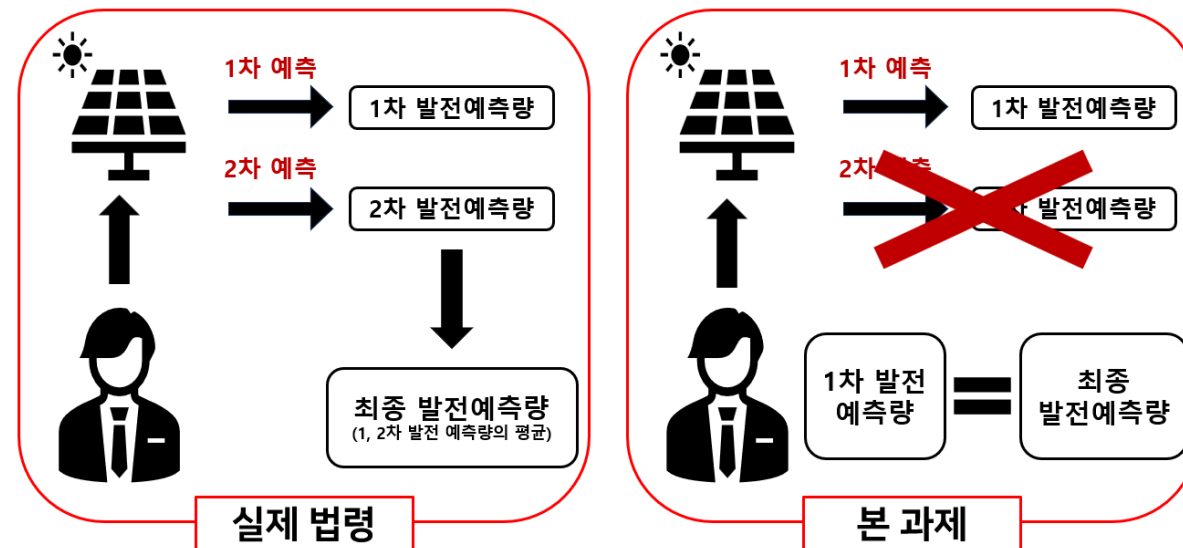 1차 예측
1차 발전예측량
2차 예측
2차 발전예측량
최종 발전예측량
(1, 2차 발전 예측량의 평균)
실제 법령
1차 예측
1차 발전예측량
2차
발전예측량
1차 발전
예측량
최종
발전예측량
본 과제